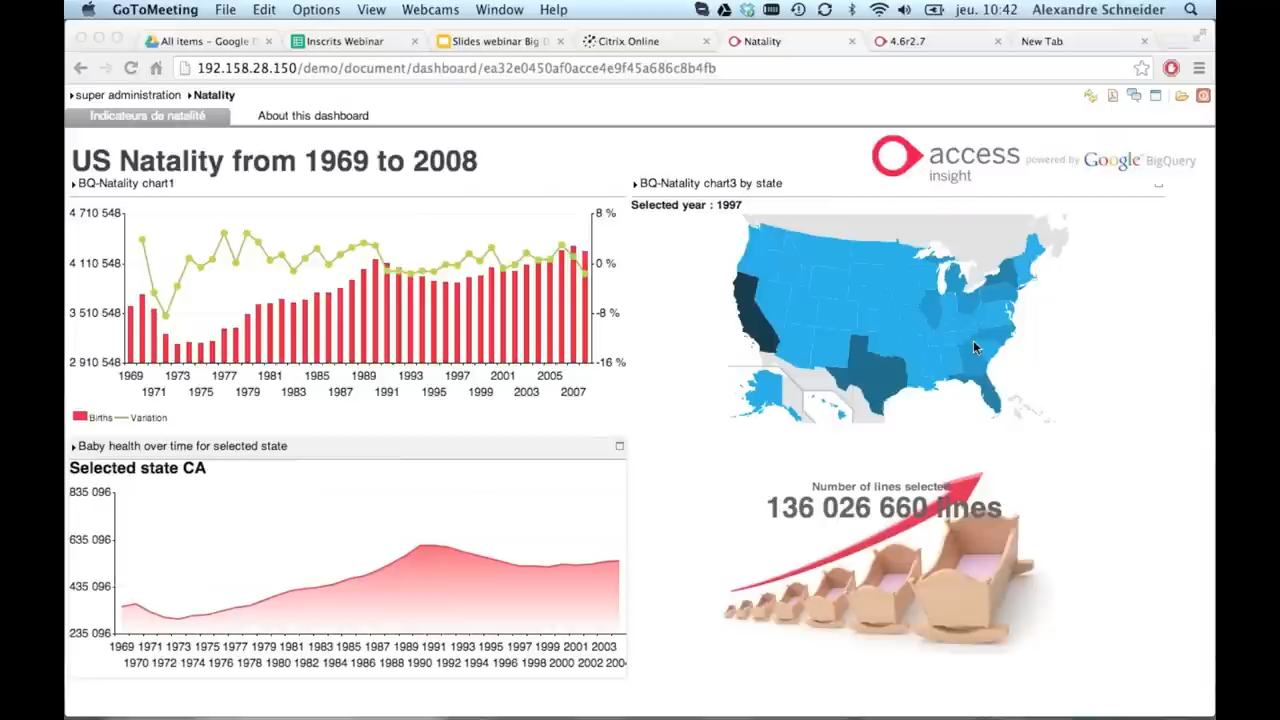 GoToMeeting File Edit Options View Webcams Window Help jeu. 10:42 Alexandre Schneider
All items – Google Inscrits Webinar Slides webinar Big Citrix Online Natality 4.6r2.7 New Tab
192.158.28.150/demo/document/dashboard/ea32e0450af0acce4e9f45a686c8b4fb
super administration Natality
Indicateurs de natalité About this dashboard
US Natality from 1969 to 2008
access insight powered by Google BigQuery
BQ-Natality chart1
BQ-Natality chart3 by state
Selected year : 1997
4 710 548 8 %
4 110 548 0 %
3 510 548 -8 %
2 910 548 -16 %
1969 1973 1977 1981 1985 1989 1993 1997 2001 2005
1971 1975 1979 1983 1987 1991 1995 1999 2003 2007
Births Variation
Baby health over time for selected state
Selected state CA
835 096
635 096
435 096
235 096
1969 1971 1973 1975 1977 1979 1981 1983 1985 1987 1989 1991 1993 1995 1997 1999 2001 2003
1970 1972 1974 1976 1978 1980 1982 1984 1986 1988 1990 1992 1994 1996 1998 2000 2002
Number of lines selected
136 026 660 lines